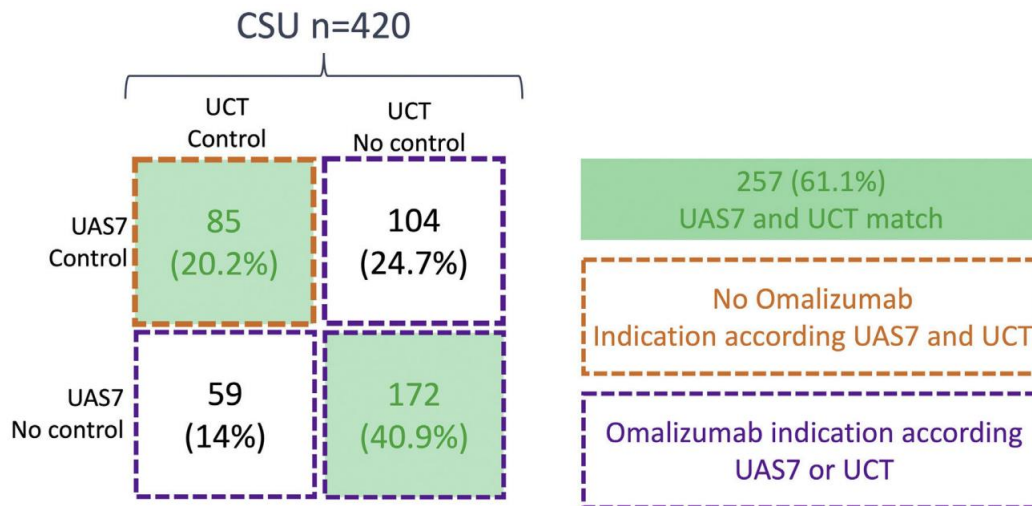 CSU n=420
UCT
Control
UCT
No control
UAS7
Control
85
(20.2%)
104
(24.7%)
UAS7
No control
59
(14%)
172
(40.9%)
257 (61.1%)
UAS7 and UCT match
No Omalizumab
Indication according UAS7 and UCT
Omalizumab indication according
UAS7 or UCT